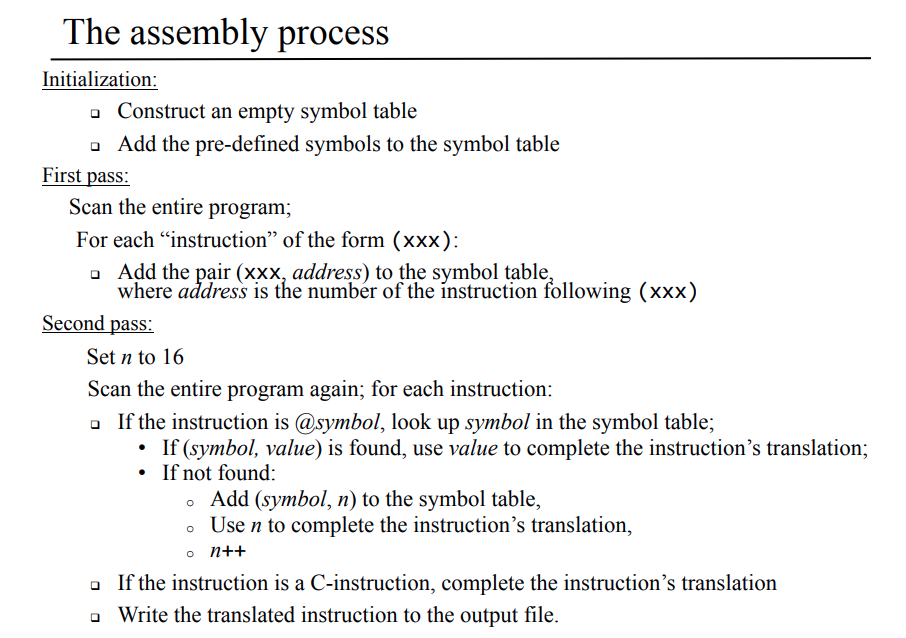 The assembly process
Initialization:
❑ Construct an empty symbol table
❑ Add the pre-defined symbols to the symbol table
First pass:
Scan the entire program;
For each “instruction” of the form (xxx):
❑ Add the pair (xxx, address) to the symbol table,
where address is the number of the instruction following (xxx)
Second pass:
Set n to 16
Scan the entire program again; for each instruction:
❑ If the instruction is @symbol, look up symbol in the symbol table;
• If (symbol, value) is found, use value to complete the instruction’s translation;
• If not found:
○ Add (symbol, n) to the symbol table,
○ Use n to complete the instruction’s translation,
○ n++
❑ If the instruction is a C-instruction, complete the instruction’s translation
❑ Write the translated instruction to the output file.